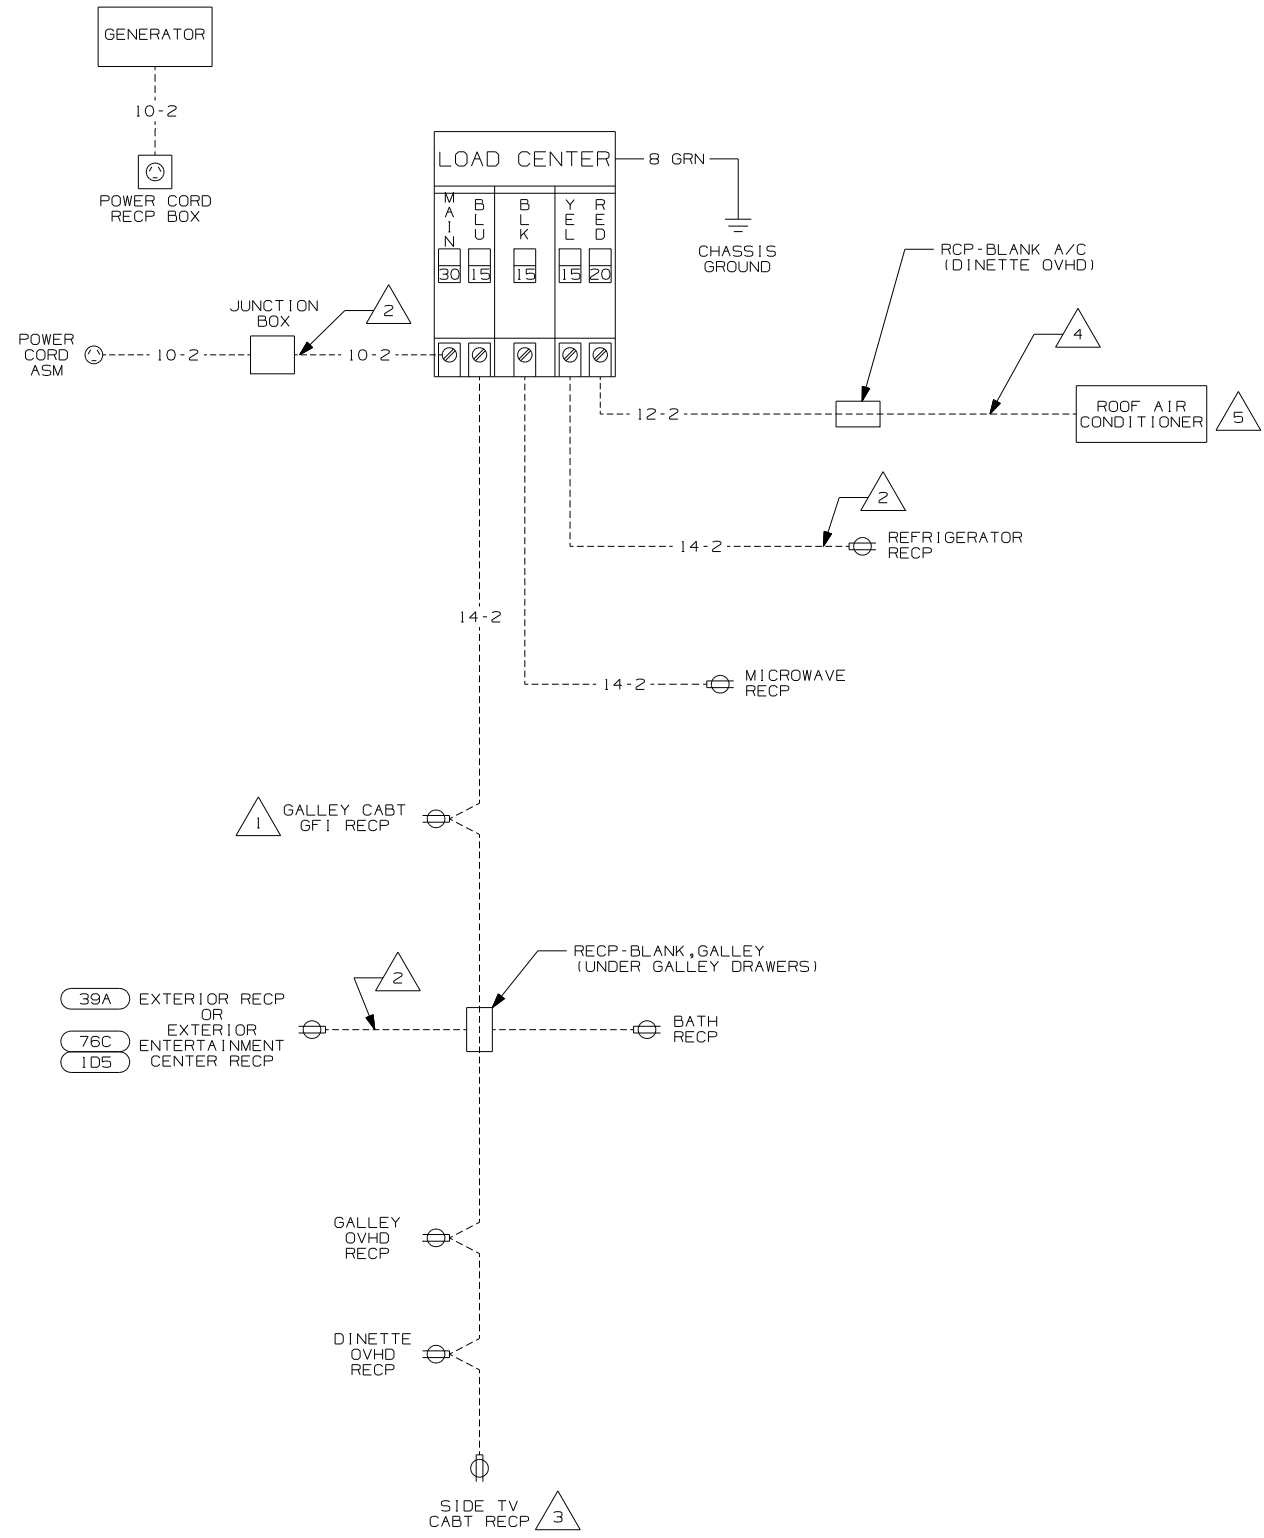 GENERATOR
10-2
POWER CORD
RECP BOX
LOAD CENTER
8 GRN
CHASSIS
GROUND
MAIN
BLU
BLK
YEL
RED
30
15
15
15
20
JUNCTION
BOX
2
POWER
CORD
ASM
10-2
10-2
RCP-BLANK A/C
(DINETTE OVHD)
4
12-2
ROOF AIR
CONDITIONER
5
2
14-2
REFRIGERATOR
RECP
14-2
14-2
MICROWAVE
RECP
1
GALLEY CABT
GFI RECP
RECP-BLANK,GALLEY
(UNDER GALLEY DRAWERS)
2
39A
EXTERIOR RECP
OR
EXTERIOR
76C
ENTERTAINMENT
1D5
CENTER RECP
BATH
RECP
GALLEY
OVHD
RECP
DINETTE
OVHD
RECP
SIDE TV
CABT RECP
3